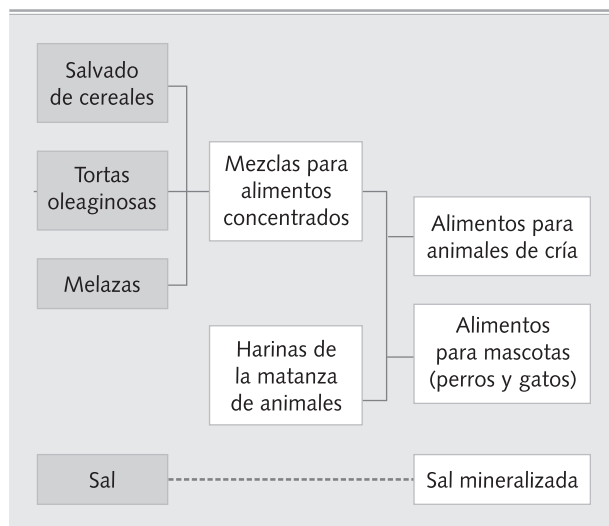 Salvado
de cereales
Tortas
oleaginosas
Melazas
Mezclas para
alimentos
concentrados
Harinas de
la matanza
de animales
Alimentos para
animales de cría
Alimentos
para mascotas
(perros y gatos)
Sal
Sal mineralizada